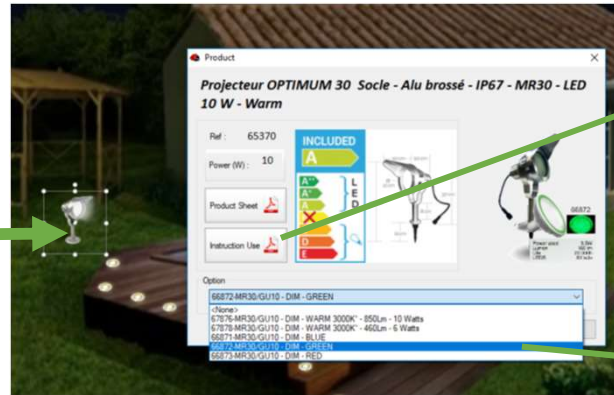 Product
Projecteur OPTIMUM 30 Socle - Alu brossé - IP67 - MR30 - LED
10 W - Warm
Ref : 65370
Power (W) : 10
Product Sheet
Instruction Use
INCLUDED
A
A++
A+
A
D
E
L
E
D
66872
Option
66872-MR30/GU10 - DIM - GREEN
<None>
67876-MR30/GU10 - DIM - WARM 3000K° - 850Lm - 10 Watts
67878-MR30/GU10 - DIM - WARM 3000K° - 460Lm - 6 Watts
66871-MR30/GU10 - DIM - BLUE
66872-MR30/GU10 - DIM - GREEN
66873-MR30/GU10 - DIM - RED